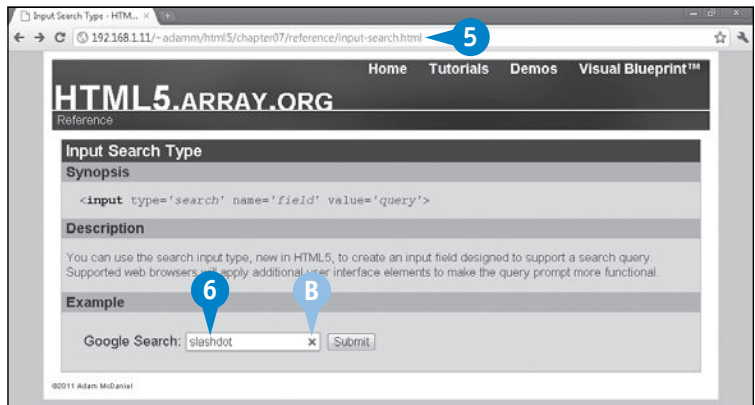 Input Search Type - HTM...
192.168.1.11/~adamm/html5/chapter07/reference/input-search.html
5
Home Tutorials Demos Visual Blueprint™
HTML5.ARRAY.ORG
Reference
Input Search Type
Synopsis
<input type='search' name='field' value='query'>
Description
You can use the search input type, new in HTML5, to create an input field designed to support a search query.
Supported web browsers will apply additional user interface elements to make the query prompt more functional.
6
B
Example
Google Search: slashdot × Submit
©2011 Adam McDaniel